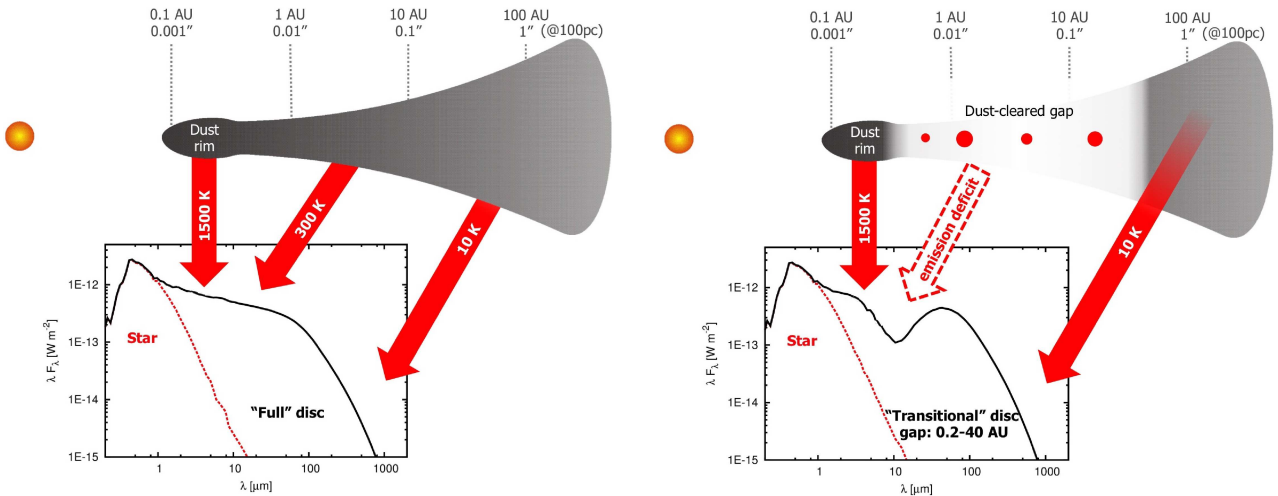 0.1 AU
0.001″
1 AU
0.01″
10 AU
0.1″
100 AU
1″ (@100pc)
Dust
rim
1500 K
300 K
10 K
1E-12
1E-13
1E-14
1E-15
λ Fλ [W m-2]
Star
"Full" disc
1
10
100
1000
λ [μm]
0.1 AU
0.001″
1 AU
0.01″
10 AU
0.1″
100 AU
1″ (@100pc)
Dust-cleared gap
Dust
rim
1500 K
emission deficit
10 K
1E-12
1E-13
1E-14
1E-15
λ Fλ [W m-2]
Star
"Transitional" disc
gap: 0.2-40 AU
1
10
100
1000
λ [μm]